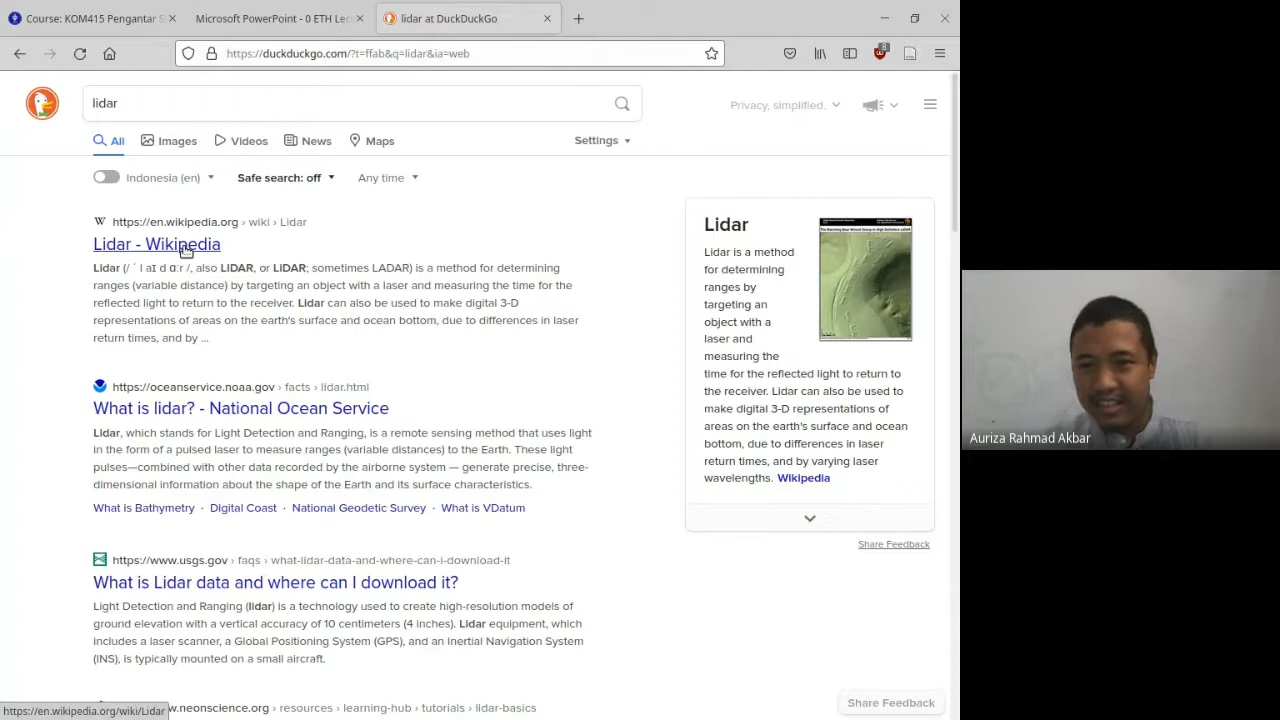 Course: KOM415 Pengantar S
Microsoft PowerPoint - 0 ETH Lec
lidar at DuckDuckGo
https://duckduckgo.com/?t=ffab&q=lidar&ia=web
8
lidar
Privacy, simplified.
All
Images
Videos
News
Maps
Settings
Indonesia (en)
Safe search: off
Any time
W https://en.wikipedia.org › wiki › Lidar
Lidar - Wikipedia
Lidar (/ ˈ l aɪ d ɑːr /, also LIDAR, or LiDAR; sometimes LADAR) is a method for determining
ranges (variable distance) by targeting an object with a laser and measuring the time for the
reflected light to return to the receiver. Lidar can also be used to make digital 3-D
representations of areas on the earth's surface and ocean bottom, due to differences in laser
return times, and by ...
https://oceanservice.noaa.gov › facts › lidar.html
What is lidar? - National Ocean Service
Lidar, which stands for Light Detection and Ranging, is a remote sensing method that uses light
in the form of a pulsed laser to measure ranges (variable distances) to the Earth. These light
pulses—combined with other data recorded by the airborne system — generate precise, three-
dimensional information about the shape of the Earth and its surface characteristics.
What is Bathymetry · Digital Coast · National Geodetic Survey · What is VDatum
https://www.usgs.gov › faqs › what-lidar-data-and-where-can-i-download-it
What is Lidar data and where can I download it?
Light Detection and Ranging (lidar) is a technology used to create high-resolution models of
ground elevation with a vertical accuracy of 10 centimeters (4 inches). Lidar equipment, which
includes a laser scanner, a Global Positioning System (GPS), and an Inertial Navigation System
(INS), is typically mounted on a small aircraft.
w.neonscience.org › resources › learning-hub › tutorials › lidar-basics
https://en.wikipedia.org/wiki/Lidar
Lidar
Lidar is a method
for determining
ranges by
targeting an
object with a
laser and
measuring the
time for the reflected light to return to
the receiver. Lidar can also be used to
make digital 3-D representations of
areas on the earth's surface and ocean
bottom, due to differences in laser
return times, and by varying laser
wavelengths. Wikipedia
Share Feedback
Share Feedback
Auriza Rahmad Akbar